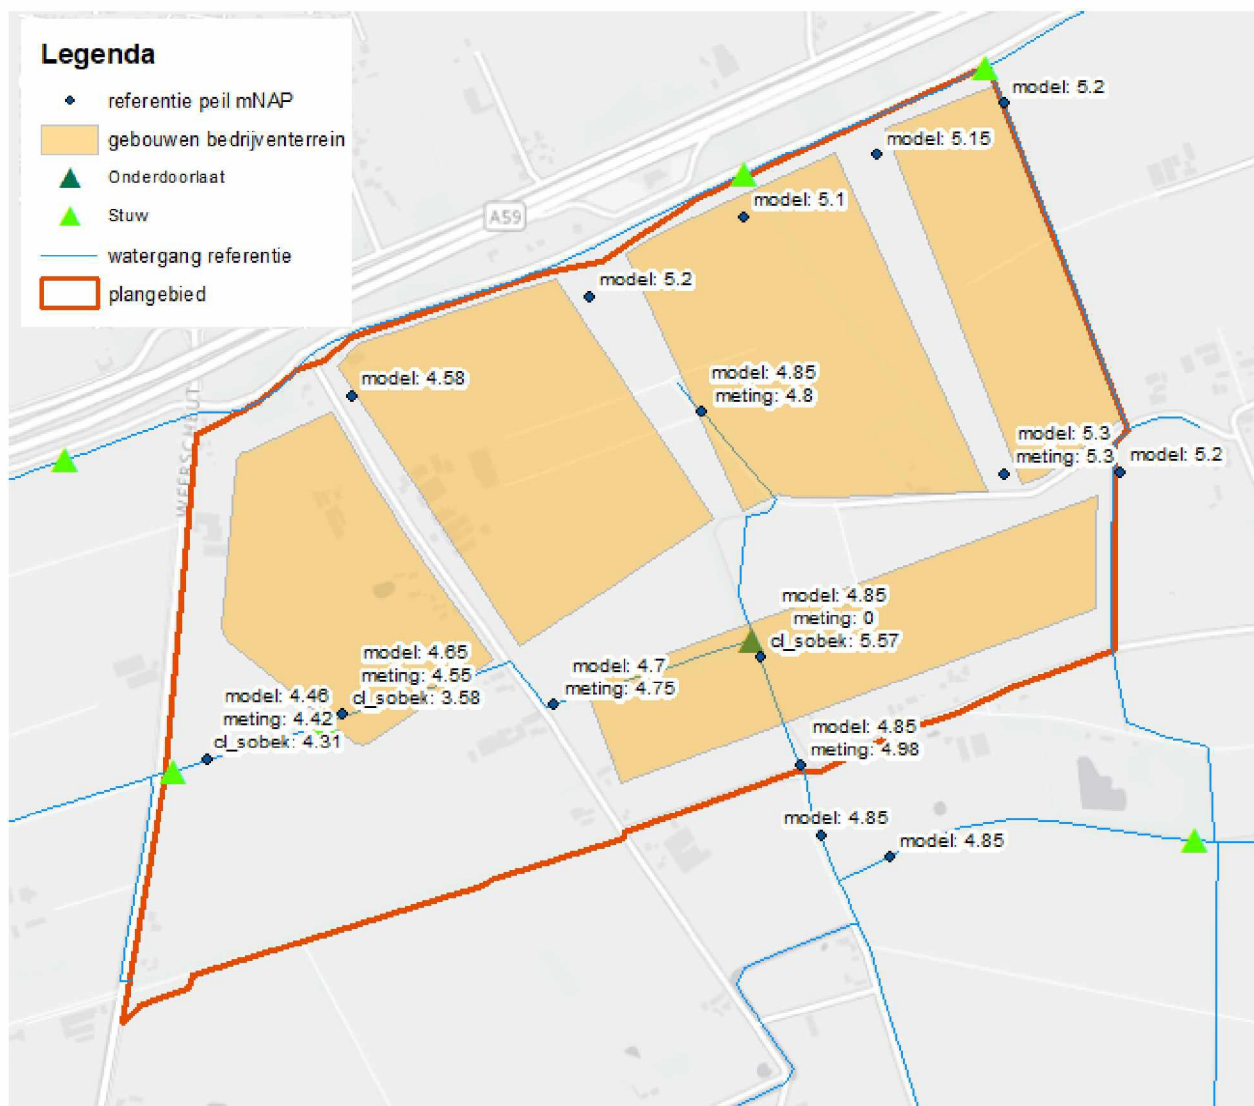 Legenda
referentie peil mNAP
gebouwen bedrijventerrein
Onderdoorlaat
Stuw
watergang referentie
plangebied
A59
WEERSCHEUT
model: 5.2
model: 5.15
model: 5.1
model: 5.2
model: 4.58
model: 4.85
meting: 4.8
model: 5.3
meting: 5.3
model: 5.2
model: 4.85
meting: 0
cl_sobek: 5.57
model: 4.65
meting: 4.55
cl_sobek: 3.58
model: 4.7
meting: 4.75
model: 4.46
meting: 4.42
cl_sobek: 4.31
model: 4.85
meting: 4.98
model: 4.85
model: 4.85